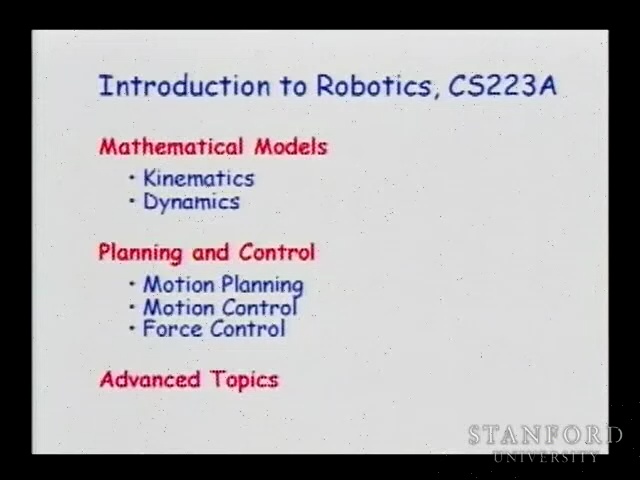 Introduction to Robotics, CS223A
Mathematical Models
• Kinematics
• Dynamics
Planning and Control
• Motion Planning
• Motion Control
• Force Control
Advanced Topics
STANFORD
UNIVERSITY